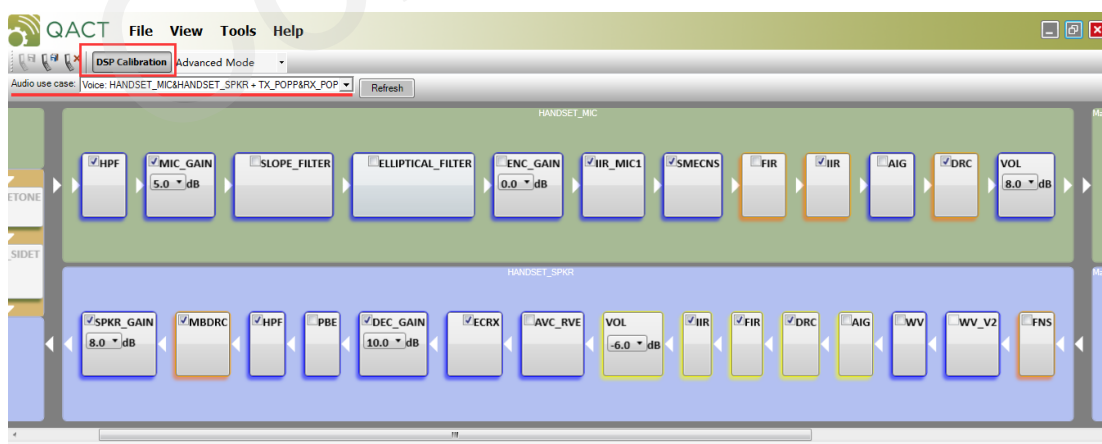 QACT File View Tools Help
DSP Calibration Advanced Mode
Audio use case: Voice: HANDSET_MIC&HANDSET_SPKR + TX_POPP&RX_POP Refresh
HANDSET_MIC
HPF MIC_GAIN SLOPE_FILTER ELLIPTICAL_FILTER ENC_GAIN IIR_MIC1 SMECNS FIR IIR AIG DRC VOL
5.0 dB 0.0 dB 8.0 dB
ETONE
_SIDET
HANDSET_SPKR
SPKR_GAIN MBDRC HPF PBE DEC_GAIN ECRX AVC_RVE VOL IIR FIR DRC AIG WV WV_V2 FNS
8.0 dB 10.0 dB -6.0 dB